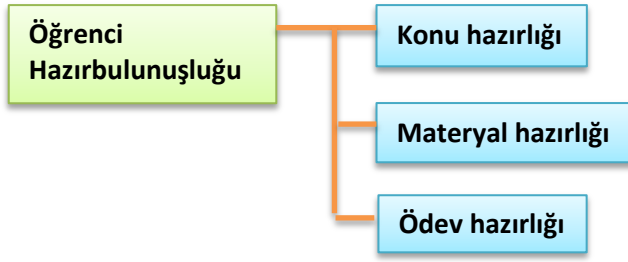 Öğrenci
Hazırbulunuşluğu
Konu hazırlığı
Materyal hazırlığı
Ödev hazırlığı